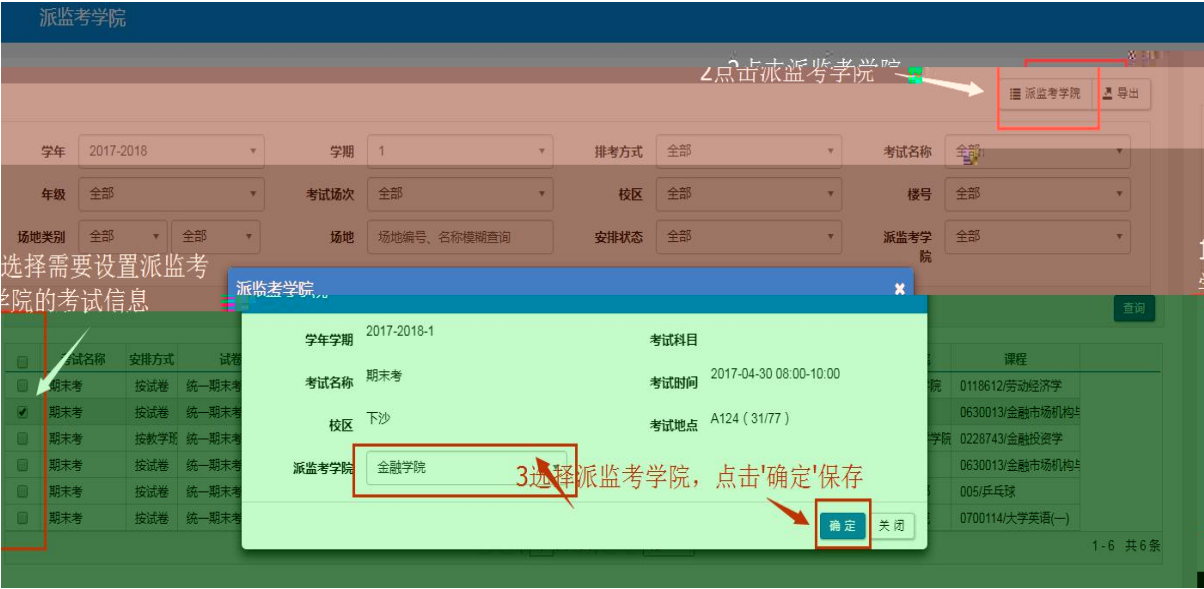 派监考学院
2点击派监考学院
派监考学院 导出
学年 2017-2018 学期 1 排考方式 全部 考试名称 全部
年级 全部 考试场次 全部 校区 全部 楼号 全部
场地类别 全部 全部 场地 场地编号、名称模糊查询 安排状态 全部 派监考学院 全部
选择需要设置派监考
学院的考试信息
查询
派监考学院 ×
学年学期 2017-2018-1 考试科目
考试名称 期末考 考试时间 2017-04-30 08:00-10:00
校区 下沙 考试地点 A124 ( 31/77 )
派监考学院 金融学院
3选择派监考学院，点击'确定'保存
确定 关闭
考试名称 安排方式 试卷 课程
期末考 按试卷 统一期末考 院 0118612/劳动经济学
期末考 按试卷 统一期末考 0630013/金融市场机构与
期末考 按教学班 统一期末考 学院 0228743/金融投资学
期末考 按试卷 统一期末考 0630013/金融市场机构与
期末考 按试卷 统一期末考 005/乒乓球
期末考 按试卷 统一期末考 0700114/大学英语(一)
1-6 共6条